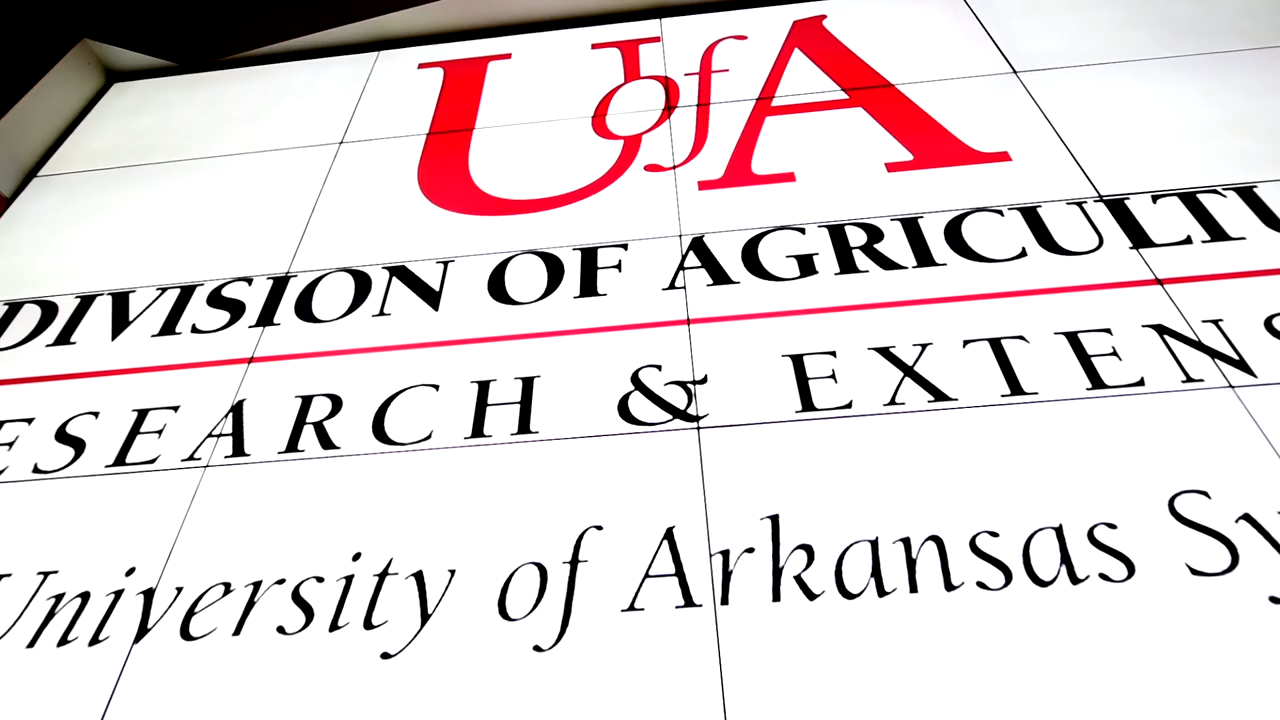 UofA
DIVISION OF AGRICULTU
ESEARCH & EXTENS
University of Arkansas Sy